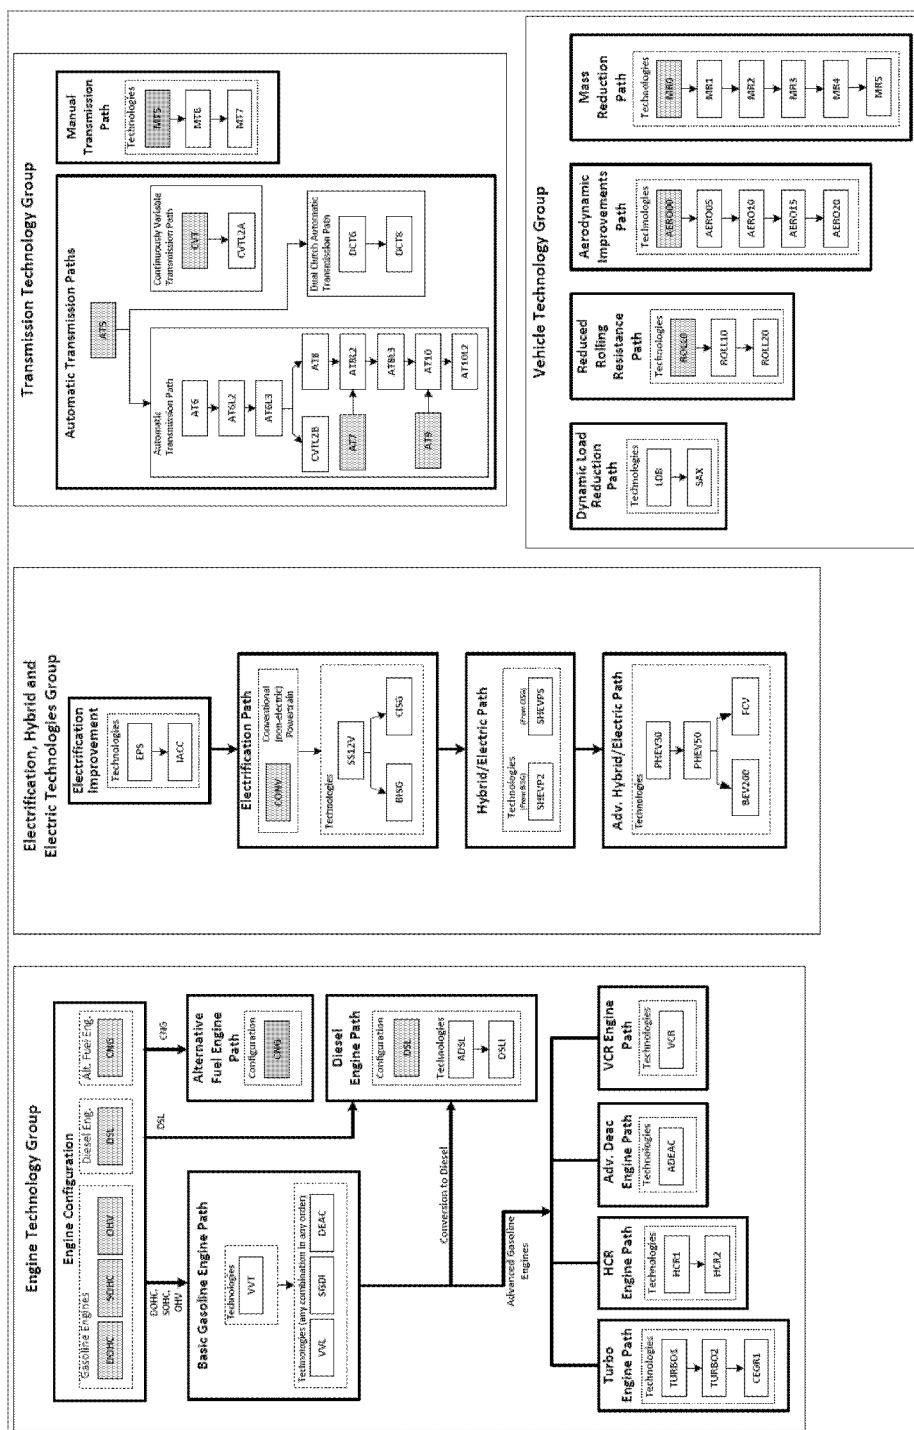 Engine Technology Group
Engine Configuration
Gasoline Engines
DOHC
SOHC
OHV
Diesel Eng.
DSL
Alt. Fuel Eng.
CNG
DOHC,
SOHC,
OHV
DSL
CNG
Basic Gasoline Engine Path
Technologies
VVT
Technologies (any combination in any order)
VVL
SGDI
DEAC
Alternative
Fuel Engine
Path
Configuration
CNG
Diesel
Engine Path
Configuration
DSL
Technologies
ADSL
DSLI
Conversion to Diesel
Advanced Gasoline
Engines
Turbo
Engine Path
Technologies
TURBO1
TURBO2
CEGR1
HCR
Engine Path
Technologies
HCR1
HCR2
Adv. Deac
Engine Path
Technologies
ADEAC
VCR Engine
Path
Technologies
VCR
Electrification, Hybrid and
Electric Technologies Group
Electrification
Improvement
Technologies
EPS
IACC
Electrification Path
CONV
Conventional
(non-electric)
Powertrain
Technologies
SS12V
BISG
CISG
Hybrid/Electric Path
Technologies
(From BISG)
SHEVP2
(From CISG)
SHEVPS
Adv. Hybrid/Electric Path
Technologies
PHEV30
PHEV50
BEV200
FCV
Transmission Technology Group
Automatic Transmission Paths
AT5
Automatic
Transmission Path
AT6
AT6L2
AT6L3
CVTL2B
AT8
AT7
AT8L2
AT8L3
AT9
AT10
AT10L2
Continuously Variable
Transmission Path
CVT
CVTL2A
Dual Clutch Automatic
Transmission Path
DCT6
DCT8
Manual
Transmission
Path
Technologies
MT5
MT6
MT7
Vehicle Technology Group
Dynamic Load
Reduction
Path
Technologies
LDB
SAX
Reduced
Rolling
Resistance
Path
Technologies
ROLL0
ROLL10
ROLL20
Aerodynamic
Improvements
Path
Technologies
AERO00
AERO05
AERO10
AERO15
AERO20
Mass
Reduction
Path
Technologies
MR0
MR1
MR2
MR3
MR4
MR5